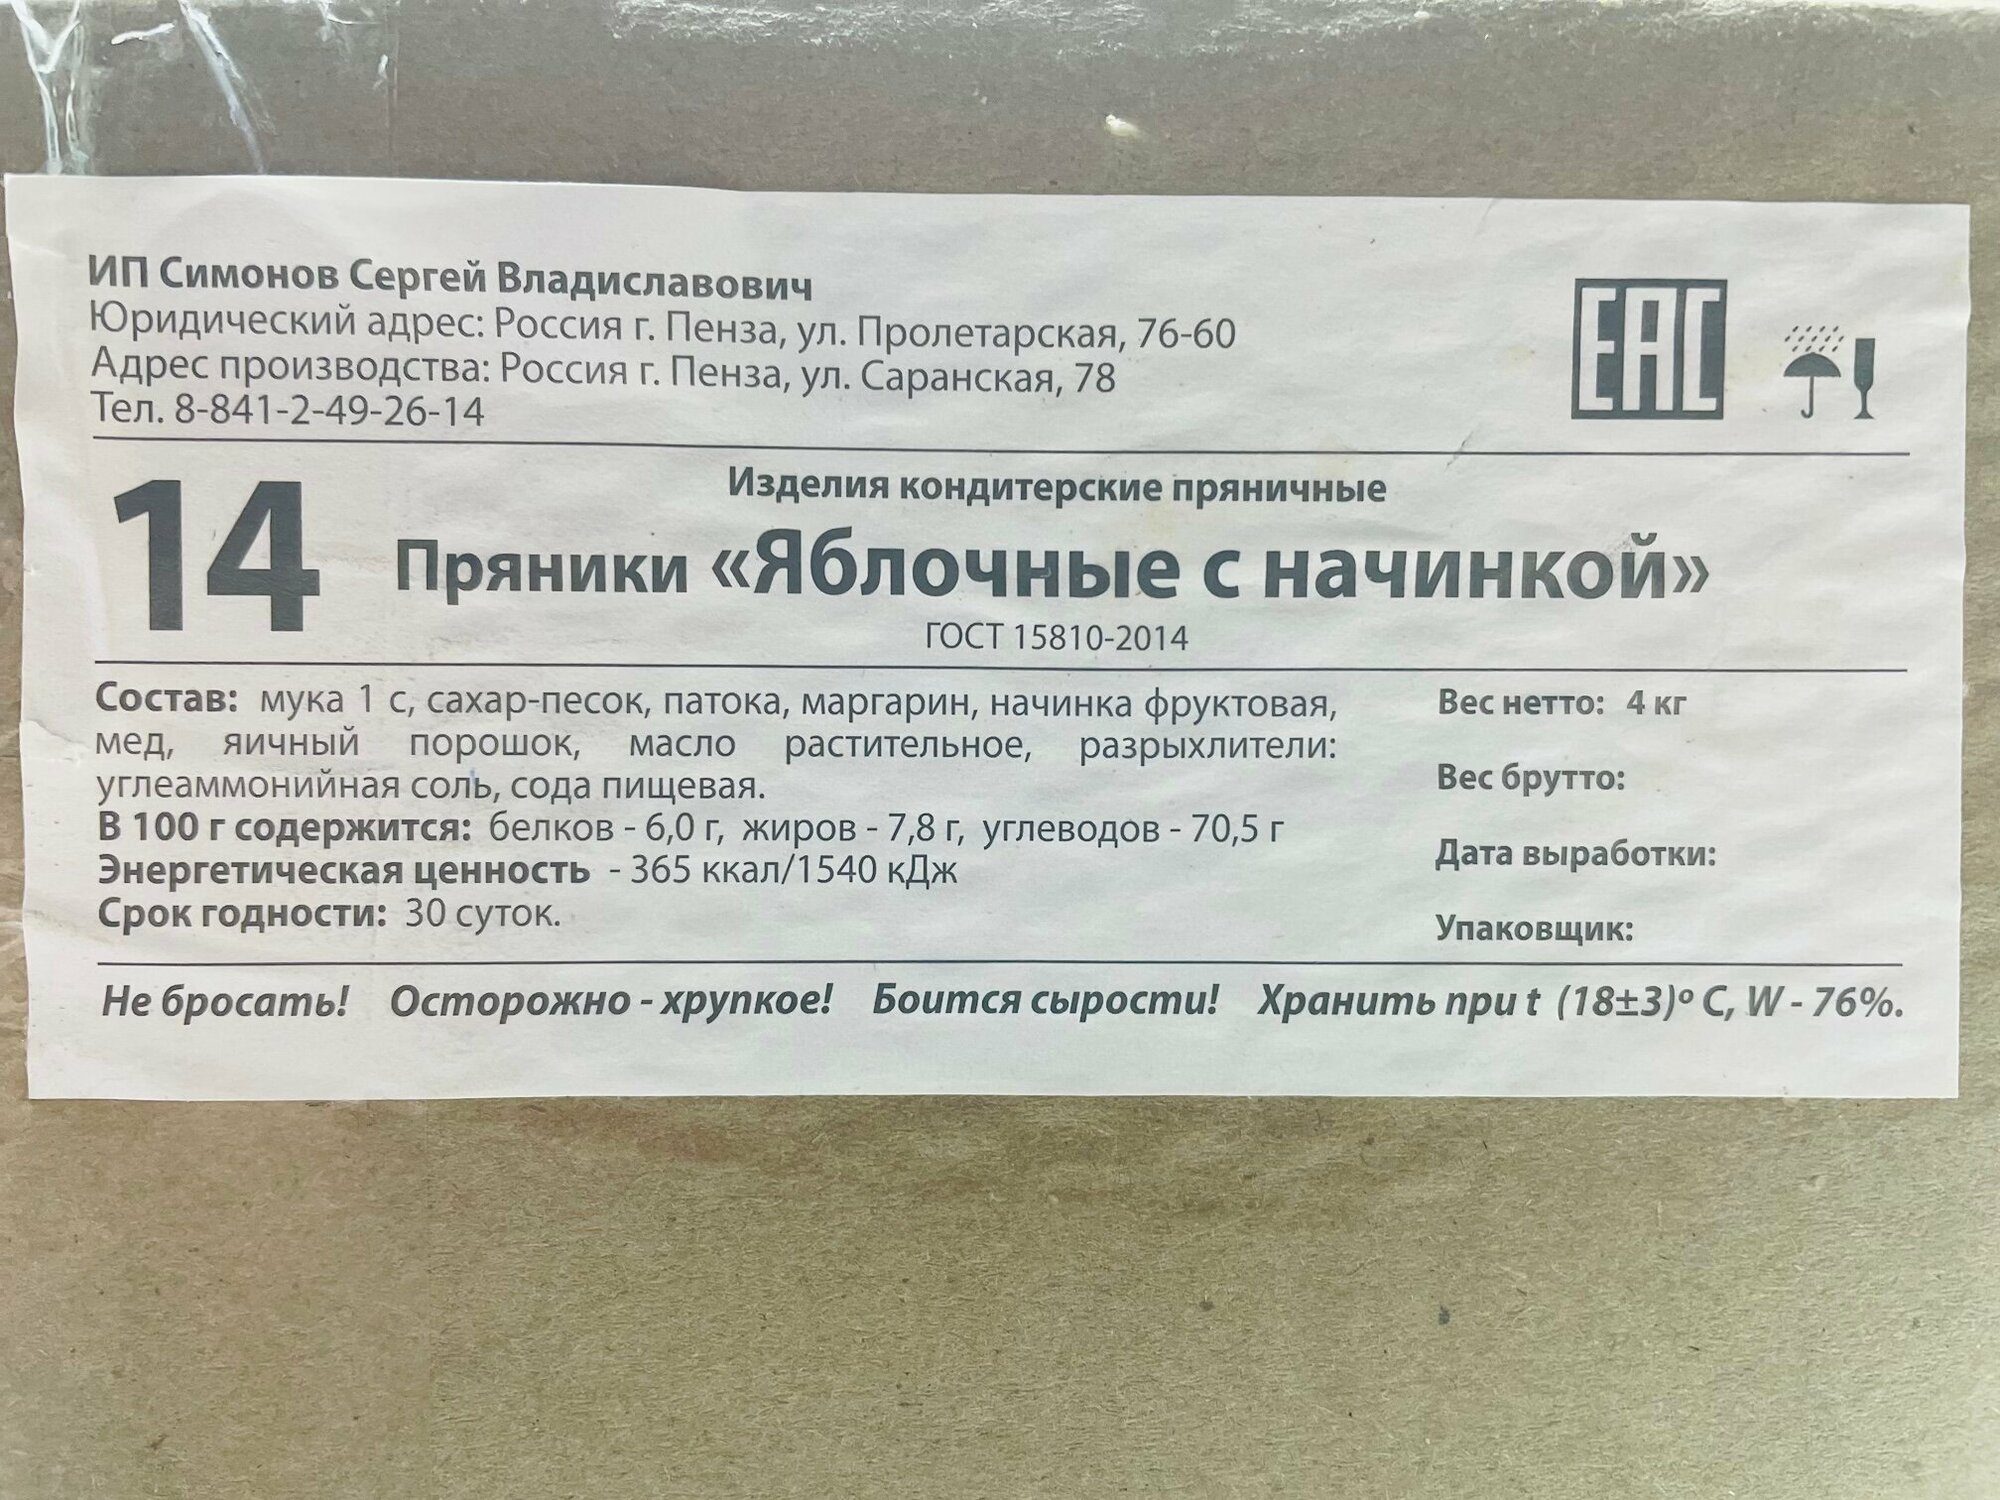 ИП Симонов Сергей Владиславович
Юридический адрес: Россия г. Пенза, ул. Пролетарская, 76-60
Адрес производства: Россия г. Пенза, ул. Саранская, 78
Тел. 8-841-2-49-26-14
EAC
14
Изделия кондитерские пряничные
Пряники «Яблочные с начинкой»
ГОСТ 15810-2014
Состав: мука 1 с, сахар-песок, патока, маргарин, начинка фруктовая,
мед, яичный порошок, масло растительное, разрыхлители:
углеаммонийная соль, сода пищевая.
В 100 г содержится: белков - 6,0 г, жиров - 7,8 г, углеводов - 70,5 г
Энергетическая ценность - 365 ккал/1540 кДж
Срок годности: 30 суток.
Вес нетто: 4 кг
Вес брутто:
Дата выработки:
Упаковщик:
Не бросать! Осторожно - хрупкое! Боится сырости! Хранить при t (18±3)º С, W - 76%.